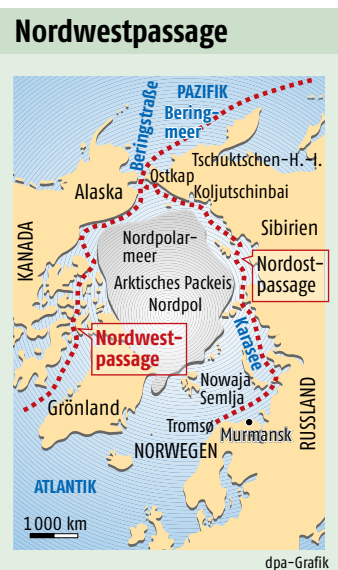 Nordwestpassage
PAZIFIK
Bering-
meer
Beringstraße
Tschuktschen-H.-I.
Ostkap
Koljutschinbai
Alaska
Sibirien
KANADA
Nordpolar-
meer
Nordost-
passage
Arktisches Packeis
Nordpol
Nordwest-
passage
Karasee
Nowaja
Semlja
Grönland
RUSSLAND
Tromsø
Murmansk
NORWEGEN
ATLANTIK
1000 km
dpa-Grafik